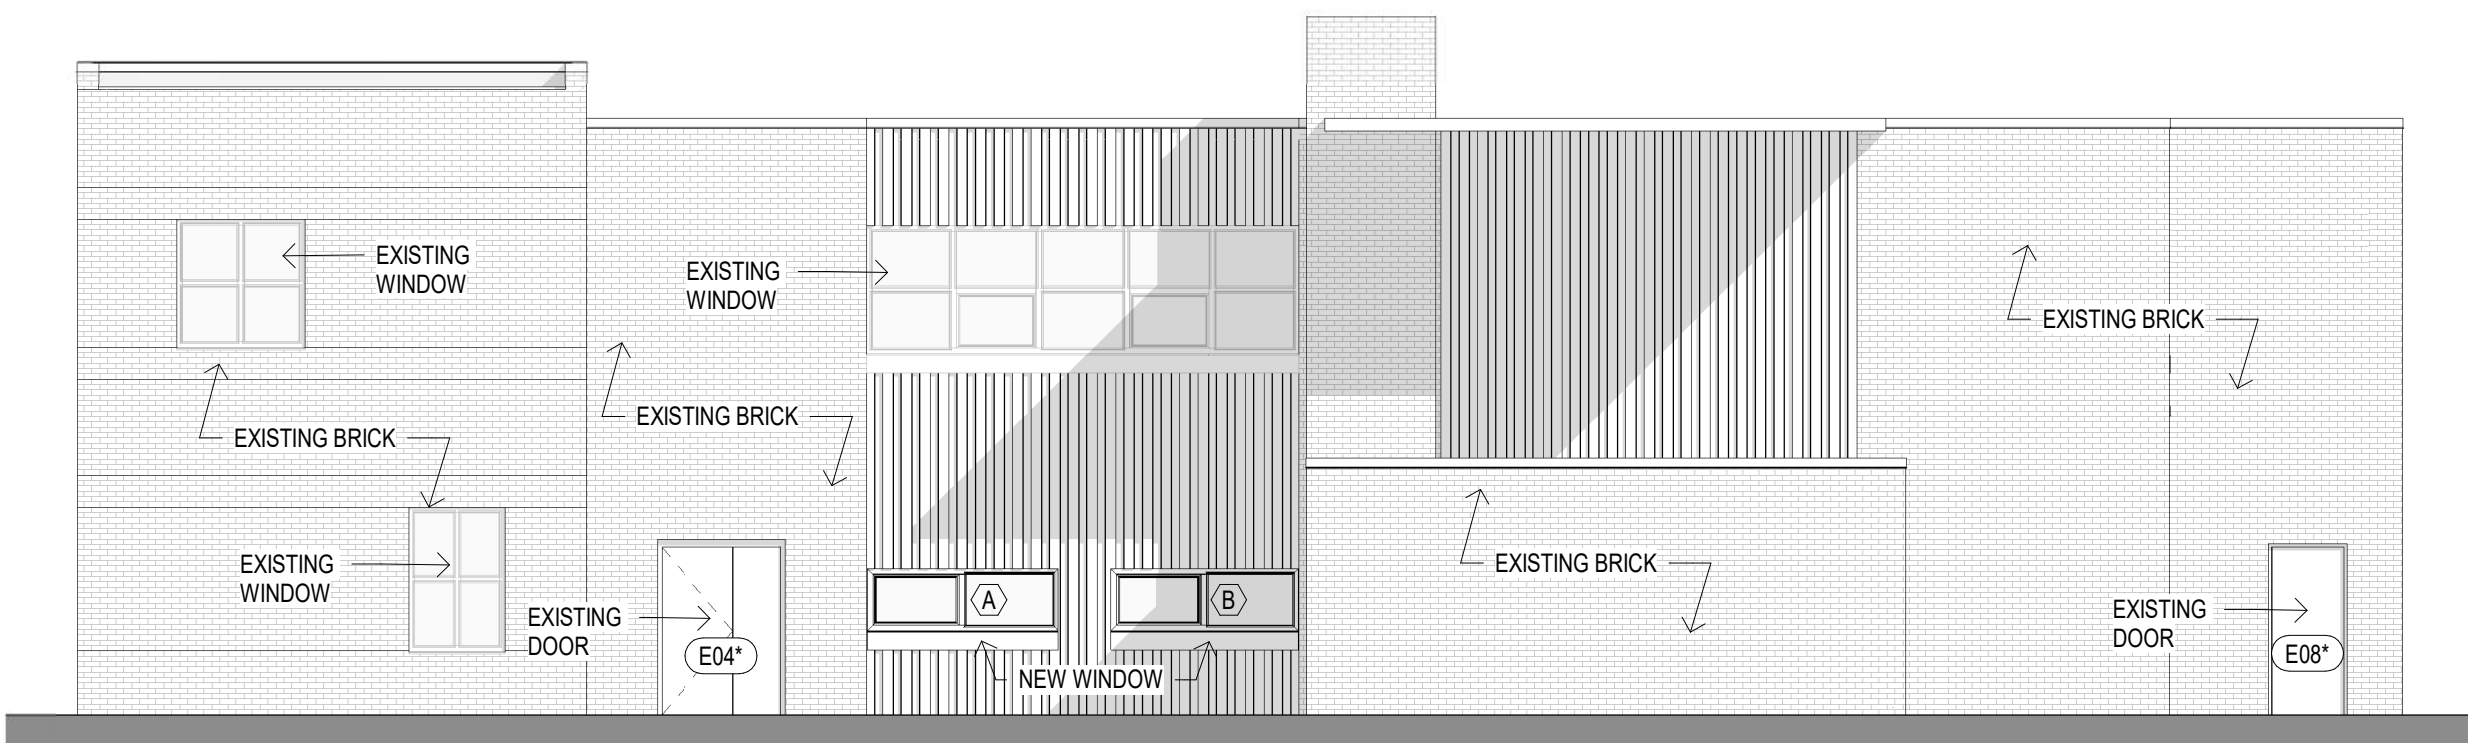 EXISTING
WINDOW
EXISTING
WINDOW
EXISTING BRICK
EXISTING BRICK
EXISTING BRICK
EXISTING
WINDOW
EXISTING BRICK
A
B
EXISTING
DOOR
E04*
EXISTING
DOOR
E08*
NEW WINDOW